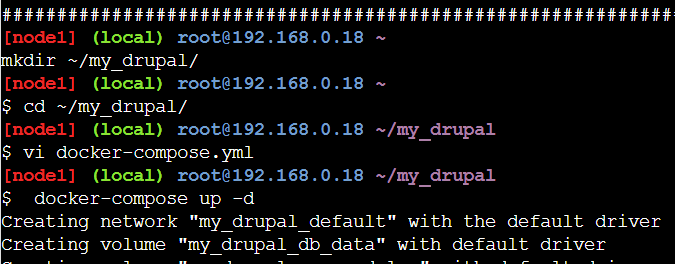 ################################################################
[node1] (local) root@192.168.0.18 ~
mkdir ~/my_drupal/
[node1] (local) root@192.168.0.18 ~
$ cd ~/my_drupal/
[node1] (local) root@192.168.0.18 ~/my_drupal
$ vi docker-compose.yml
[node1] (local) root@192.168.0.18 ~/my_drupal
$  docker-compose up -d
Creating network "my_drupal_default" with the default driver
Creating volume "my_drupal_db_data" with default driver